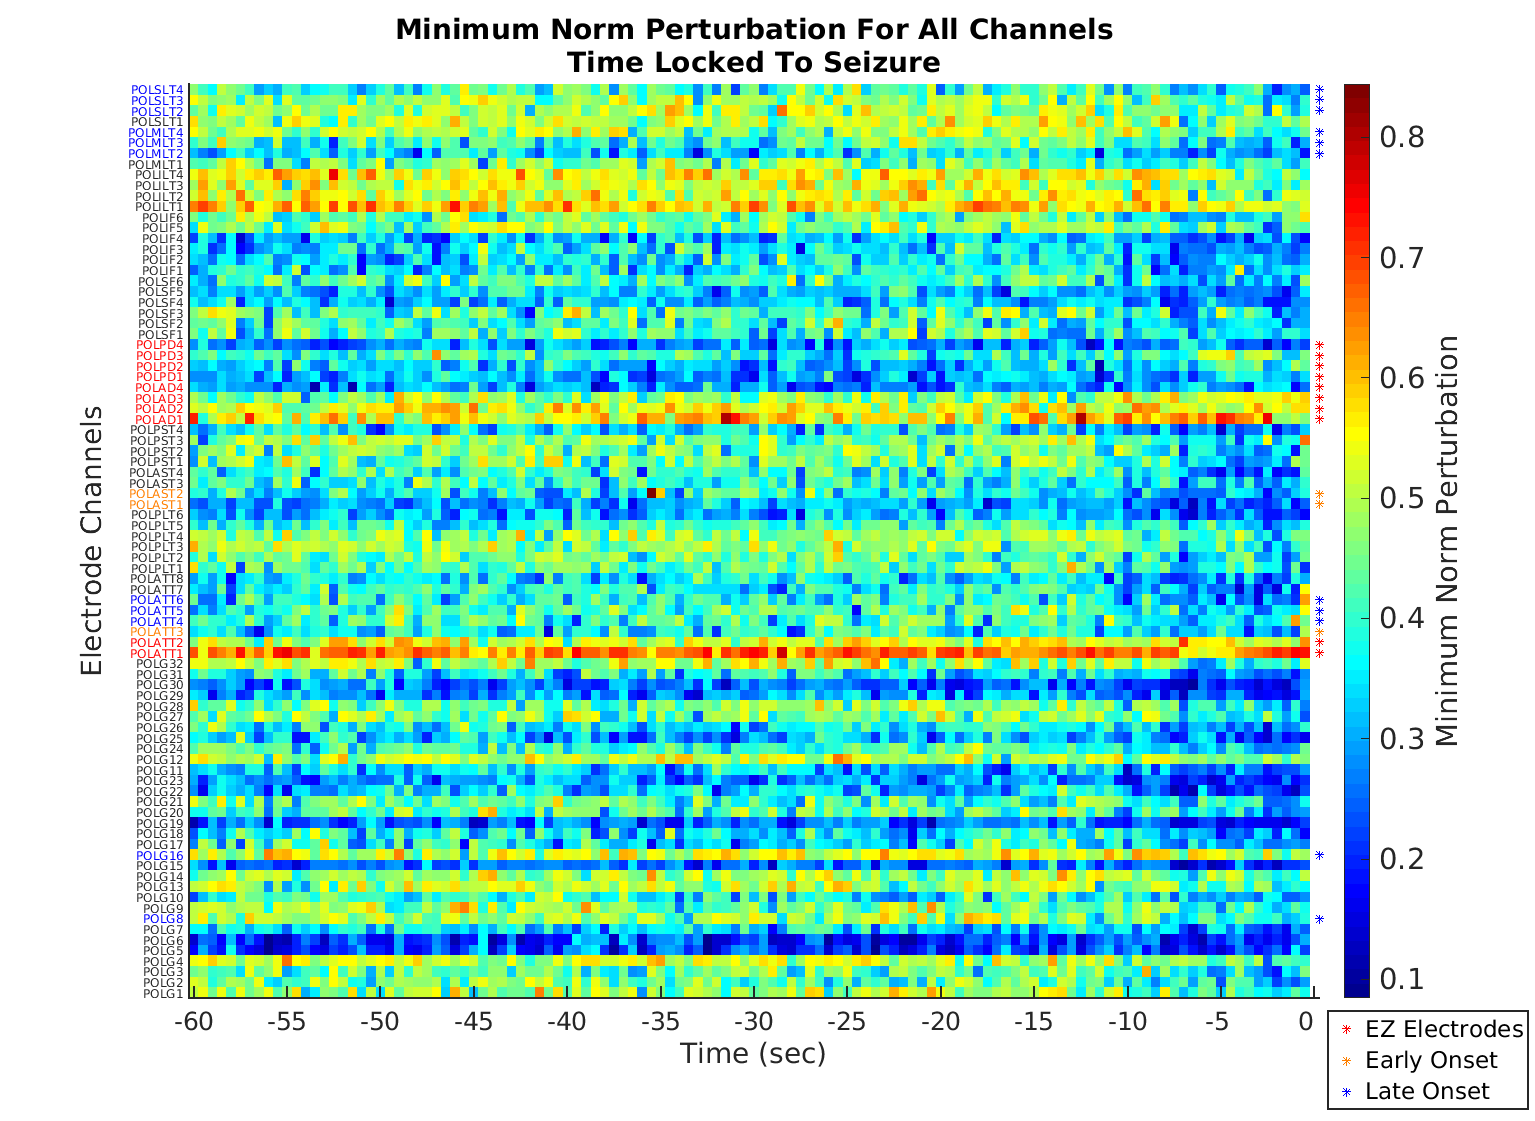 Minimum Norm Perturbation For All Channels
Time Locked To Seizure
Electrode Channels
POLSLT4
POLSLT3
POLSLT2
POLSLT1
POLMLT4
POLMLT3
POLMLT2
POLMLT1
POLILT4
POLILT3
POLILT2
POLILT1
POLIF6
POLIF5
POLIF4
POLIF3
POLIF2
POLIF1
POLSF6
POLSF5
POLSF4
POLSF3
POLSF2
POLSF1
POLPD4
POLPD3
POLPD2
POLPD1
POLAD4
POLAD3
POLAD2
POLAD1
POLPST4
POLPST3
POLPST2
POLPST1
POLAST4
POLAST3
POLAST2
POLAST1
POLPLT6
POLPLT5
POLPLT4
POLPLT3
POLPLT2
POLPLT1
POLATT8
POLATT7
POLATT6
POLATT5
POLATT4
POLATT3
POLATT2
POLATT1
POLG32
POLG31
POLG30
POLG29
POLG28
POLG27
POLG26
POLG25
POLG24
POLG12
POLG11
POLG23
POLG22
POLG21
POLG20
POLG19
POLG18
POLG17
POLG16
POLG15
POLG14
POLG13
POLG10
POLG9
POLG8
POLG7
POLG6
POLG5
POLG4
POLG3
POLG2
POLG1
-60 -55 -50 -45 -40 -35 -30 -25 -20 -15 -10 -5 0
Time (sec)
0.8
0.7
0.6
0.5
0.4
0.3
0.2
0.1
Minimum Norm Perturbation
EZ Electrodes
Early Onset
Late Onset